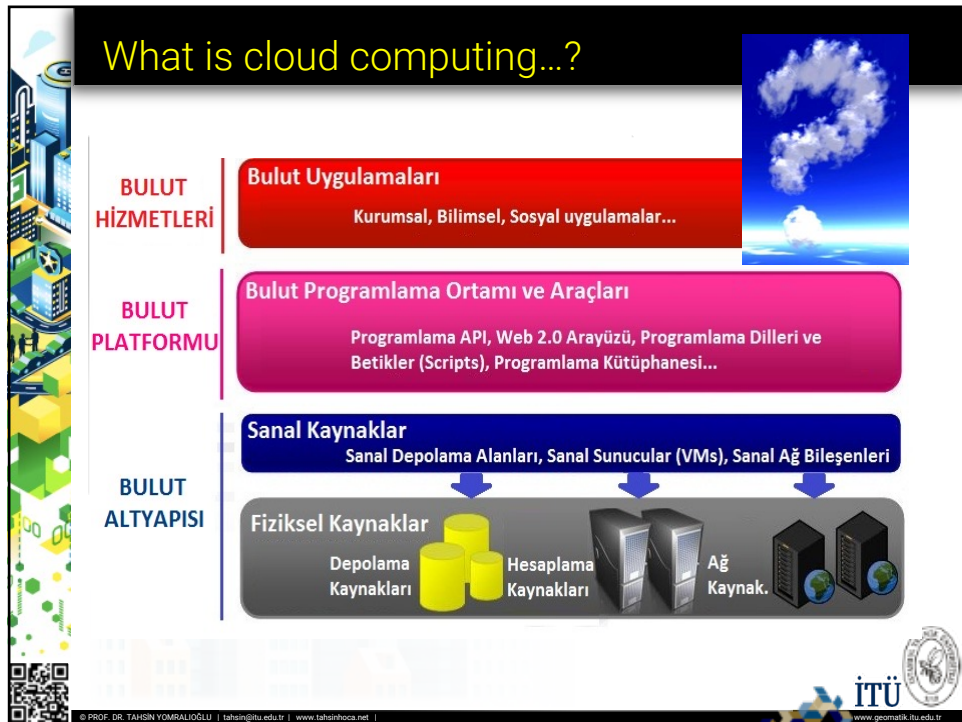 What is cloud computing...?
BULUT
HİZMETLERİ
Bulut Uygulamaları
Kurumsal, Bilimsel, Sosyal uygulamalar...
BULUT
PLATFORMU
Bulut Programlama Ortamı ve Araçları
Programlama API, Web 2.0 Arayüzü, Programlama Dilleri ve
Betikler (Scripts), Programlama Kütüphanesi...
BULUT
ALTYAPISI
Sanal Kaynaklar
Sanal Depolama Alanları, Sanal Sunucular (VMs), Sanal Ağ Bileşenleri
Fiziksel Kaynaklar
Depolama
Kaynakları
Hesaplama
Kaynakları
Ağ
Kaynak.
İTÜ
© PROF. DR. TAHSİN YOMRALIOĞLU | tahsin@itu.edu.tr | www.tahsinhoca.net |
www.geomatik.itu.edu.tr